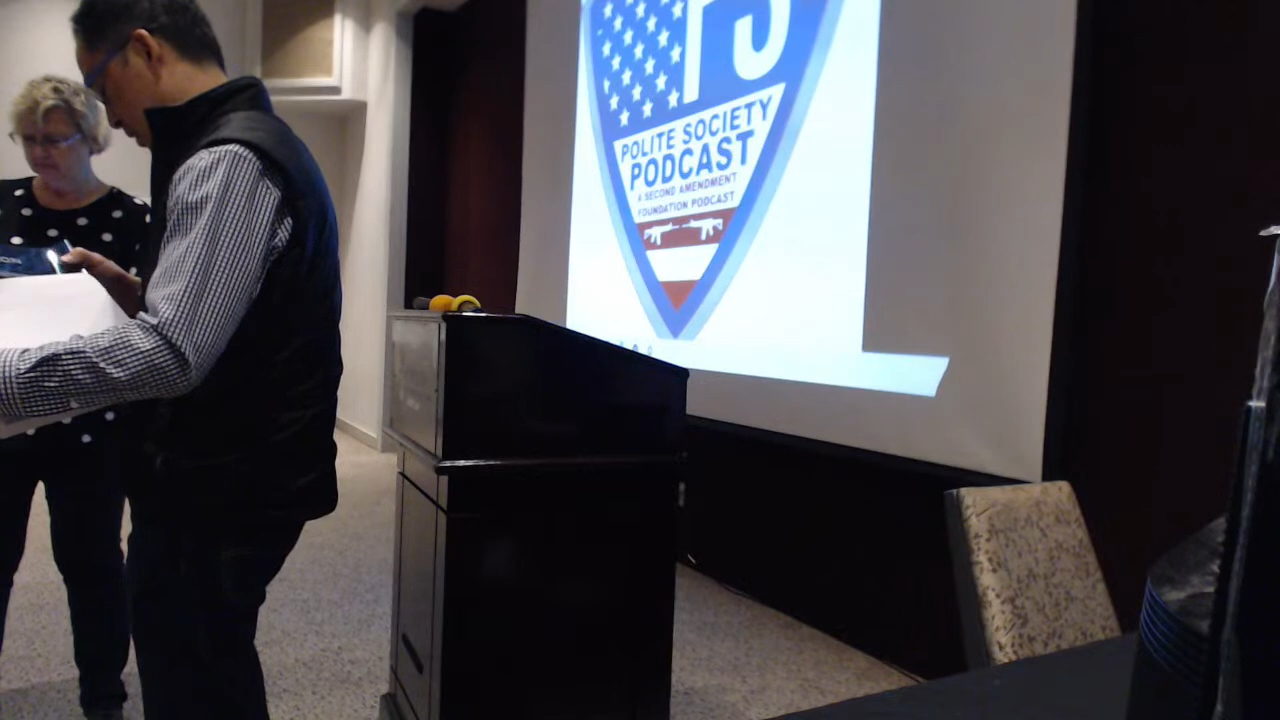 PS
POLITE SOCIETY
PODCAST
A SECOND AMENDMENT
FOUNDATION PODCAST